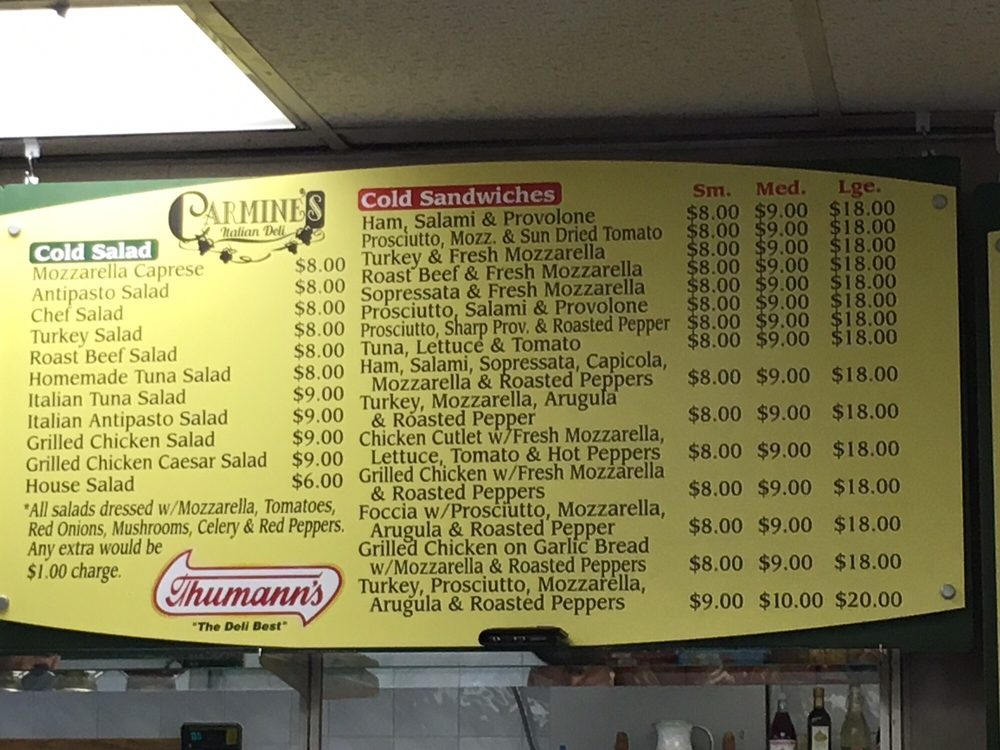 CARMINE'S
Italian Deli
Cold Salad
Mozzarella Caprese $8.00
Antipasto Salad $8.00
Chef Salad $8.00
Turkey Salad $8.00
Roast Beef Salad $8.00
Homemade Tuna Salad $8.00
Italian Tuna Salad $9.00
Italian Antipasto Salad $9.00
Grilled Chicken Salad $9.00
Grilled Chicken Caesar Salad $9.00
House Salad $6.00
*All salads dressed w/Mozzarella, Tomatoes,
Red Onions, Mushrooms, Celery & Red Peppers.
Any extra would be
$1.00 charge.
Thumann's
"The Deli Best"
Cold Sandwiches Sm. Med. Lge.
Ham, Salami & Provolone $8.00 $9.00 $18.00
Prosciutto, Mozz. & Sun Dried Tomato $8.00 $9.00 $18.00
Turkey & Fresh Mozzarella $8.00 $9.00 $18.00
Roast Beef & Fresh Mozzarella $8.00 $9.00 $18.00
Sopressata & Fresh Mozzarella $8.00 $9.00 $18.00
Prosciutto, Salami & Provolone $8.00 $9.00 $18.00
Prosciutto, Sharp Prov. & Roasted Pepper $8.00 $9.00 $18.00
Tuna, Lettuce & Tomato $8.00 $9.00 $18.00
Ham, Salami, Sopressata, Capicola,
Mozzarella & Roasted Peppers $8.00 $9.00 $18.00
Turkey, Mozzarella, Arugula
& Roasted Pepper $8.00 $9.00 $18.00
Chicken Cutlet w/Fresh Mozzarella,
Lettuce, Tomato & Hot Peppers $8.00 $9.00 $18.00
Grilled Chicken w/Fresh Mozzarella
& Roasted Peppers $8.00 $9.00 $18.00
Foccia w/Prosciutto, Mozzarella,
Arugula & Roasted Pepper $8.00 $9.00 $18.00
Grilled Chicken on Garlic Bread
w/Mozzarella & Roasted Peppers $8.00 $9.00 $18.00
Turkey, Prosciutto, Mozzarella,
Arugula & Roasted Peppers $9.00 $10.00 $20.00